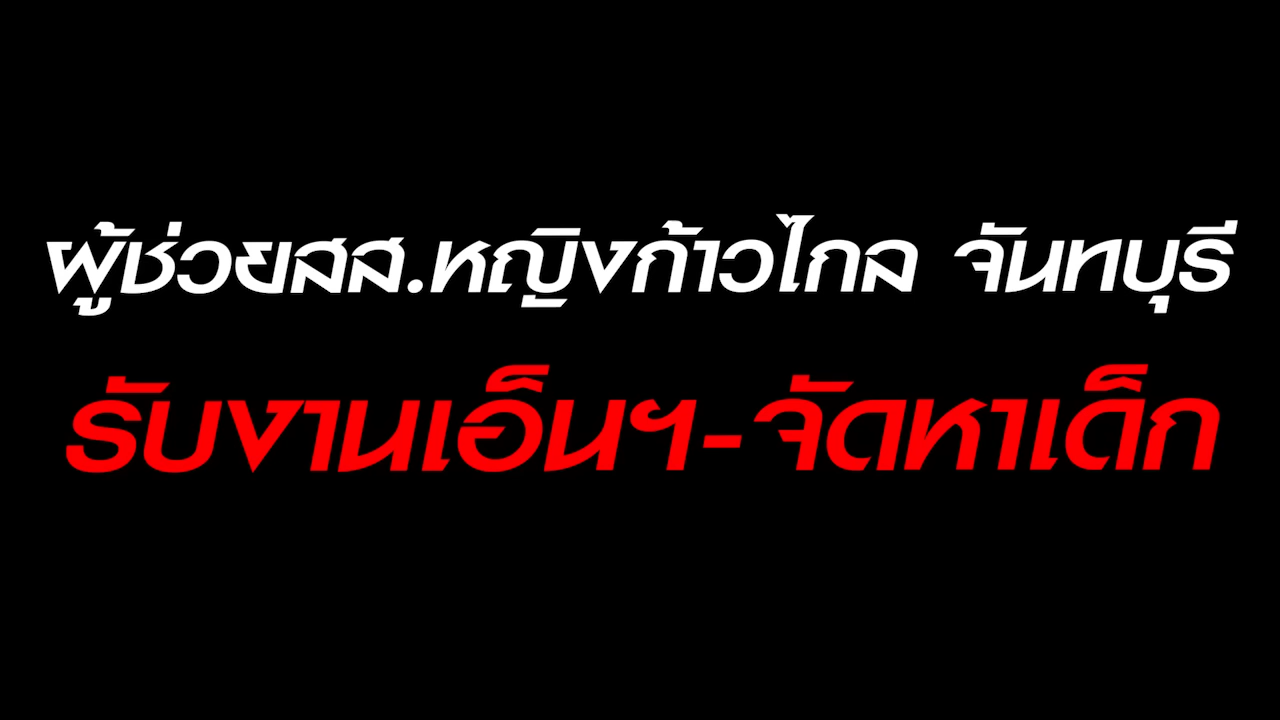 ผู้ช่วยสส.หญิงก้าวไกล จันทบุรี
รับงานเอ็นฯ-จัดหาเด็ก